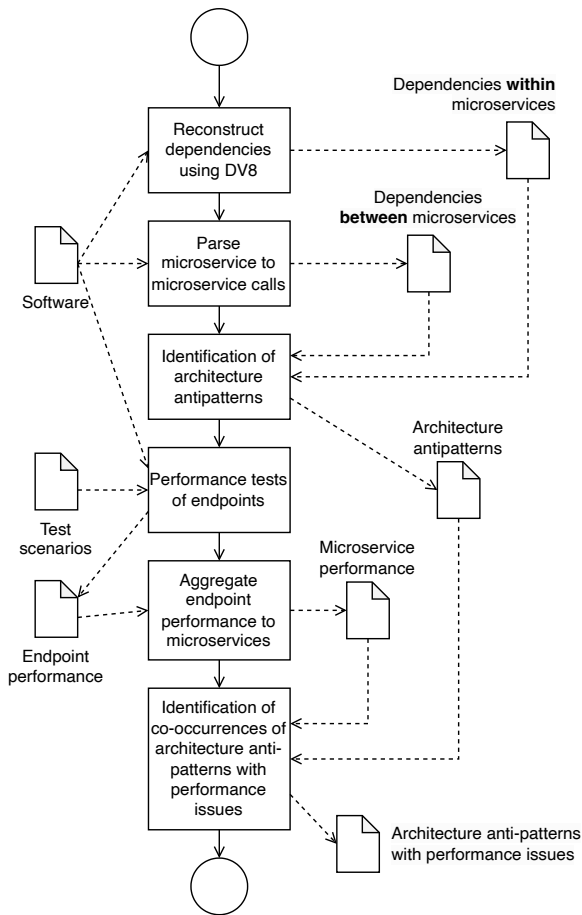 Dependencies within
microservices
Reconstruct
dependencies
using DV8
Dependencies
between microservices
Parse
microservice to
microservice calls
Software
Identification of
architecture
antipatterns
Architecture
antipatterns
Performance tests
of endpoints
Test
scenarios
Microservice
performance
Aggregate
endpoint
performance to
microservices
Endpoint
performance
Identification of
co-occurrences of
architecture anti-
patterns with
performance
issues
Architecture anti-patterns
with performance issues